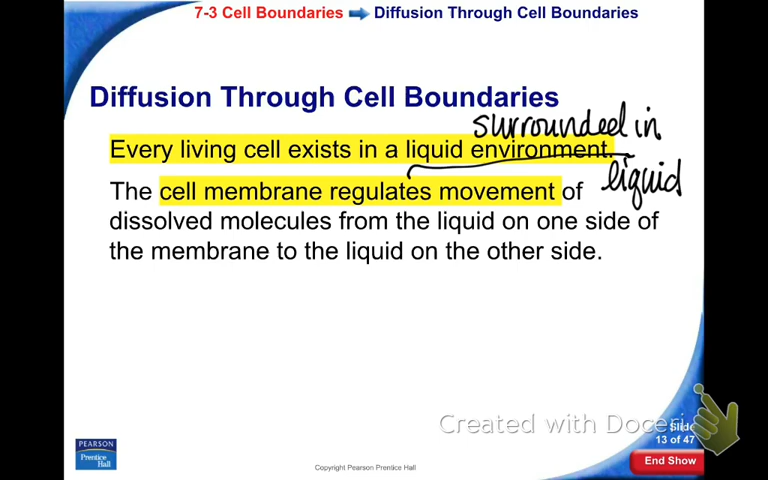 7-3 Cell Boundaries Diffusion Through Cell Boundaries
Diffusion Through Cell Boundaries
surrounded in
Every living cell exists in a liquid environment.
liquid
The cell membrane regulates movement of
dissolved molecules from the liquid on one side of
the membrane to the liquid on the other side.
Created with Doceri
Slide
13 of 47
End Show
PEARSON
Prentice
Hall
Copyright Pearson Prentice Hall